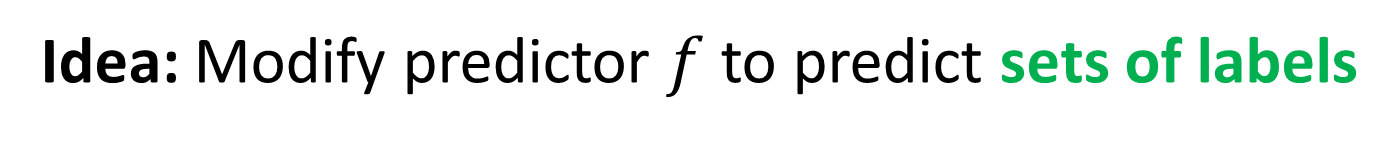 Idea: Modify predictor f to predict sets of labels